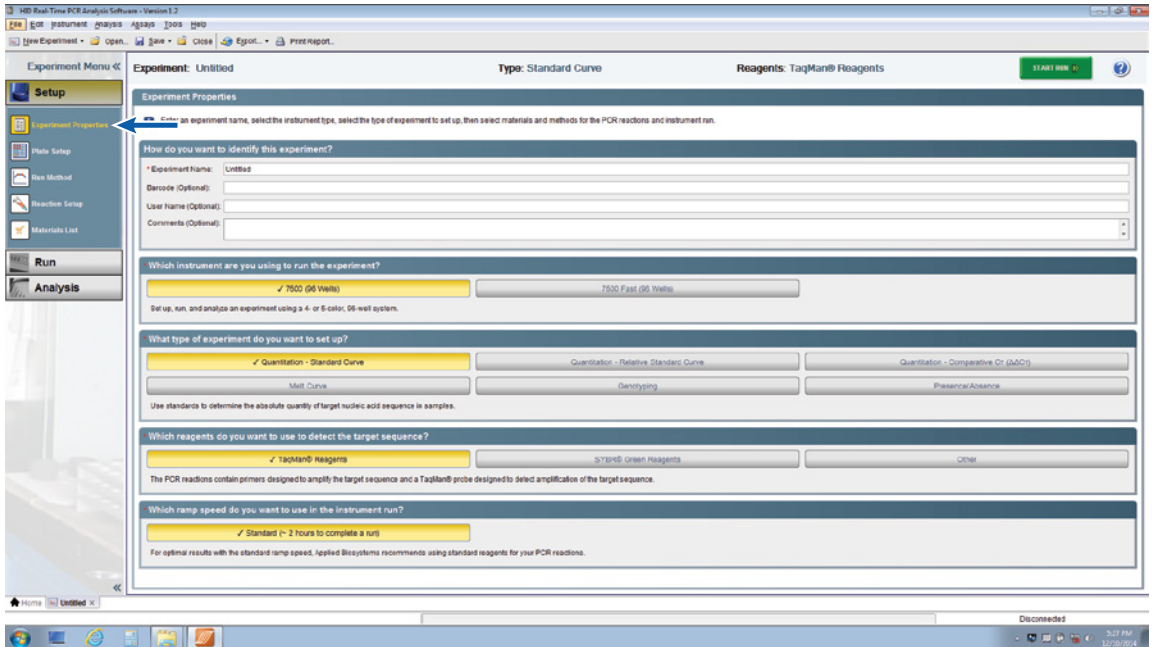 HID Real-Time PCR Analysis Software - Version 1.2
File Edit Instrument Analysis Assays Tools Help
New Experiment Open... Save Close Export... Print Report...
Experiment Menu «
Experiment: Untitled Type: Standard Curve Reagents: TaqMan® Reagents START RUN ?
Setup
Experiment Properties
Plate Setup
Run Method
Reaction Setup
Materials List
Run
Analysis
«
Experiment Properties
Enter an experiment name, select the instrument type, select the type of experiment to set up, then select materials and methods for the PCR reactions and instrument run.
How do you want to identify this experiment?
* Experiment Name: Untitled
Barcode (Optional):
User Name (Optional):
Comments (Optional):
Which instrument are you using to run the experiment?
✓ 7500 (96 Wells) 7500 Fast (96 Wells)
Set up, run, and analyze an experiment using a 4- or 5-color, 96-well system.
What type of experiment do you want to set up?
✓ Quantitation - Standard Curve Quantitation - Relative Standard Curve Quantitation - Comparative CT (ΔΔCT)
Melt Curve Genotyping Presence/Absence
Use standards to determine the absolute quantity of target nucleic acid sequence in samples.
Which reagents do you want to use to detect the target sequence?
✓ TaqMan® Reagents SYBR® Green Reagents Other
The PCR reactions contain primers designed to amplify the target sequence and a TaqMan® probe designed to detect amplification of the target sequence.
Which ramp speed do you want to use in the instrument run?
✓ Standard (~ 2 hours to complete a run)
For optimal results with the standard ramp speed, Applied Biosystems recommends using standard reagents for your PCR reactions.
Home Untitled ×
Disconnected
5:27 PM
12/10/2014